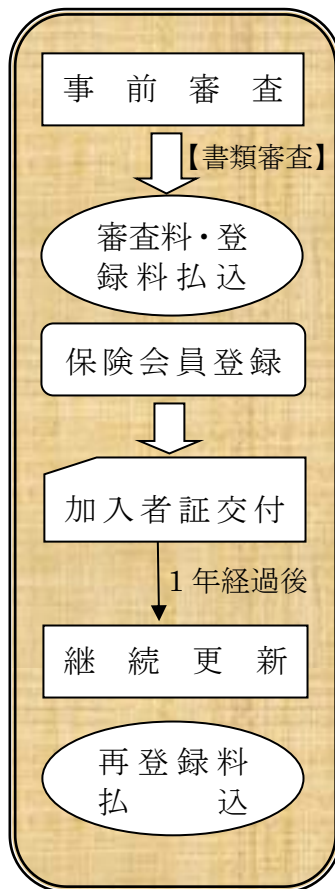 事前審査
【書類審査】
審査料・登
録料払込
保険会員登録
加入者証交付
1年経過後
継続更新
再登録料
払込